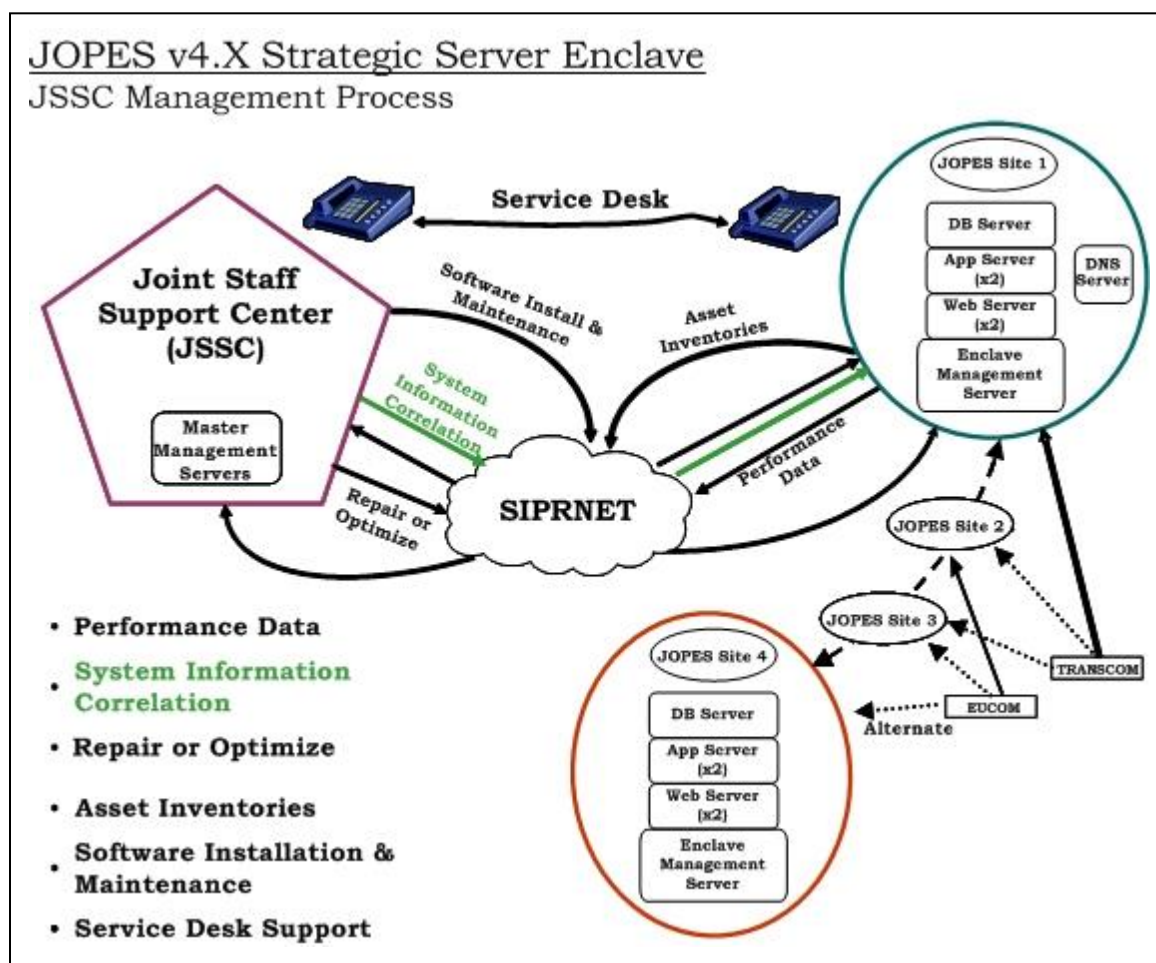 JOPES v4.X Strategic Server Enclave
JSSC Management Process
Service Desk
Joint Staff
Support Center
(JSSC)
Master
Management
Servers
Software Install &
Maintenance
System
Information
Correlation
Repair or
Optimize
SIPRNET
Asset
Inventories
Performance
Data
JOPES Site 1
DB Server
App Server
(x2)
Web Server
(x2)
Enclave
Management
Server
DNS
Server
JOPES Site 2
JOPES Site 3
TRANSCOM
EUCOM
Alternate
JOPES Site 4
DB Server
App Server
(x2)
Web Server
(x2)
Enclave
Management
Server
• Performance Data
• System Information
Correlation
• Repair or Optimize
• Asset Inventories
• Software Installation &
Maintenance
• Service Desk Support